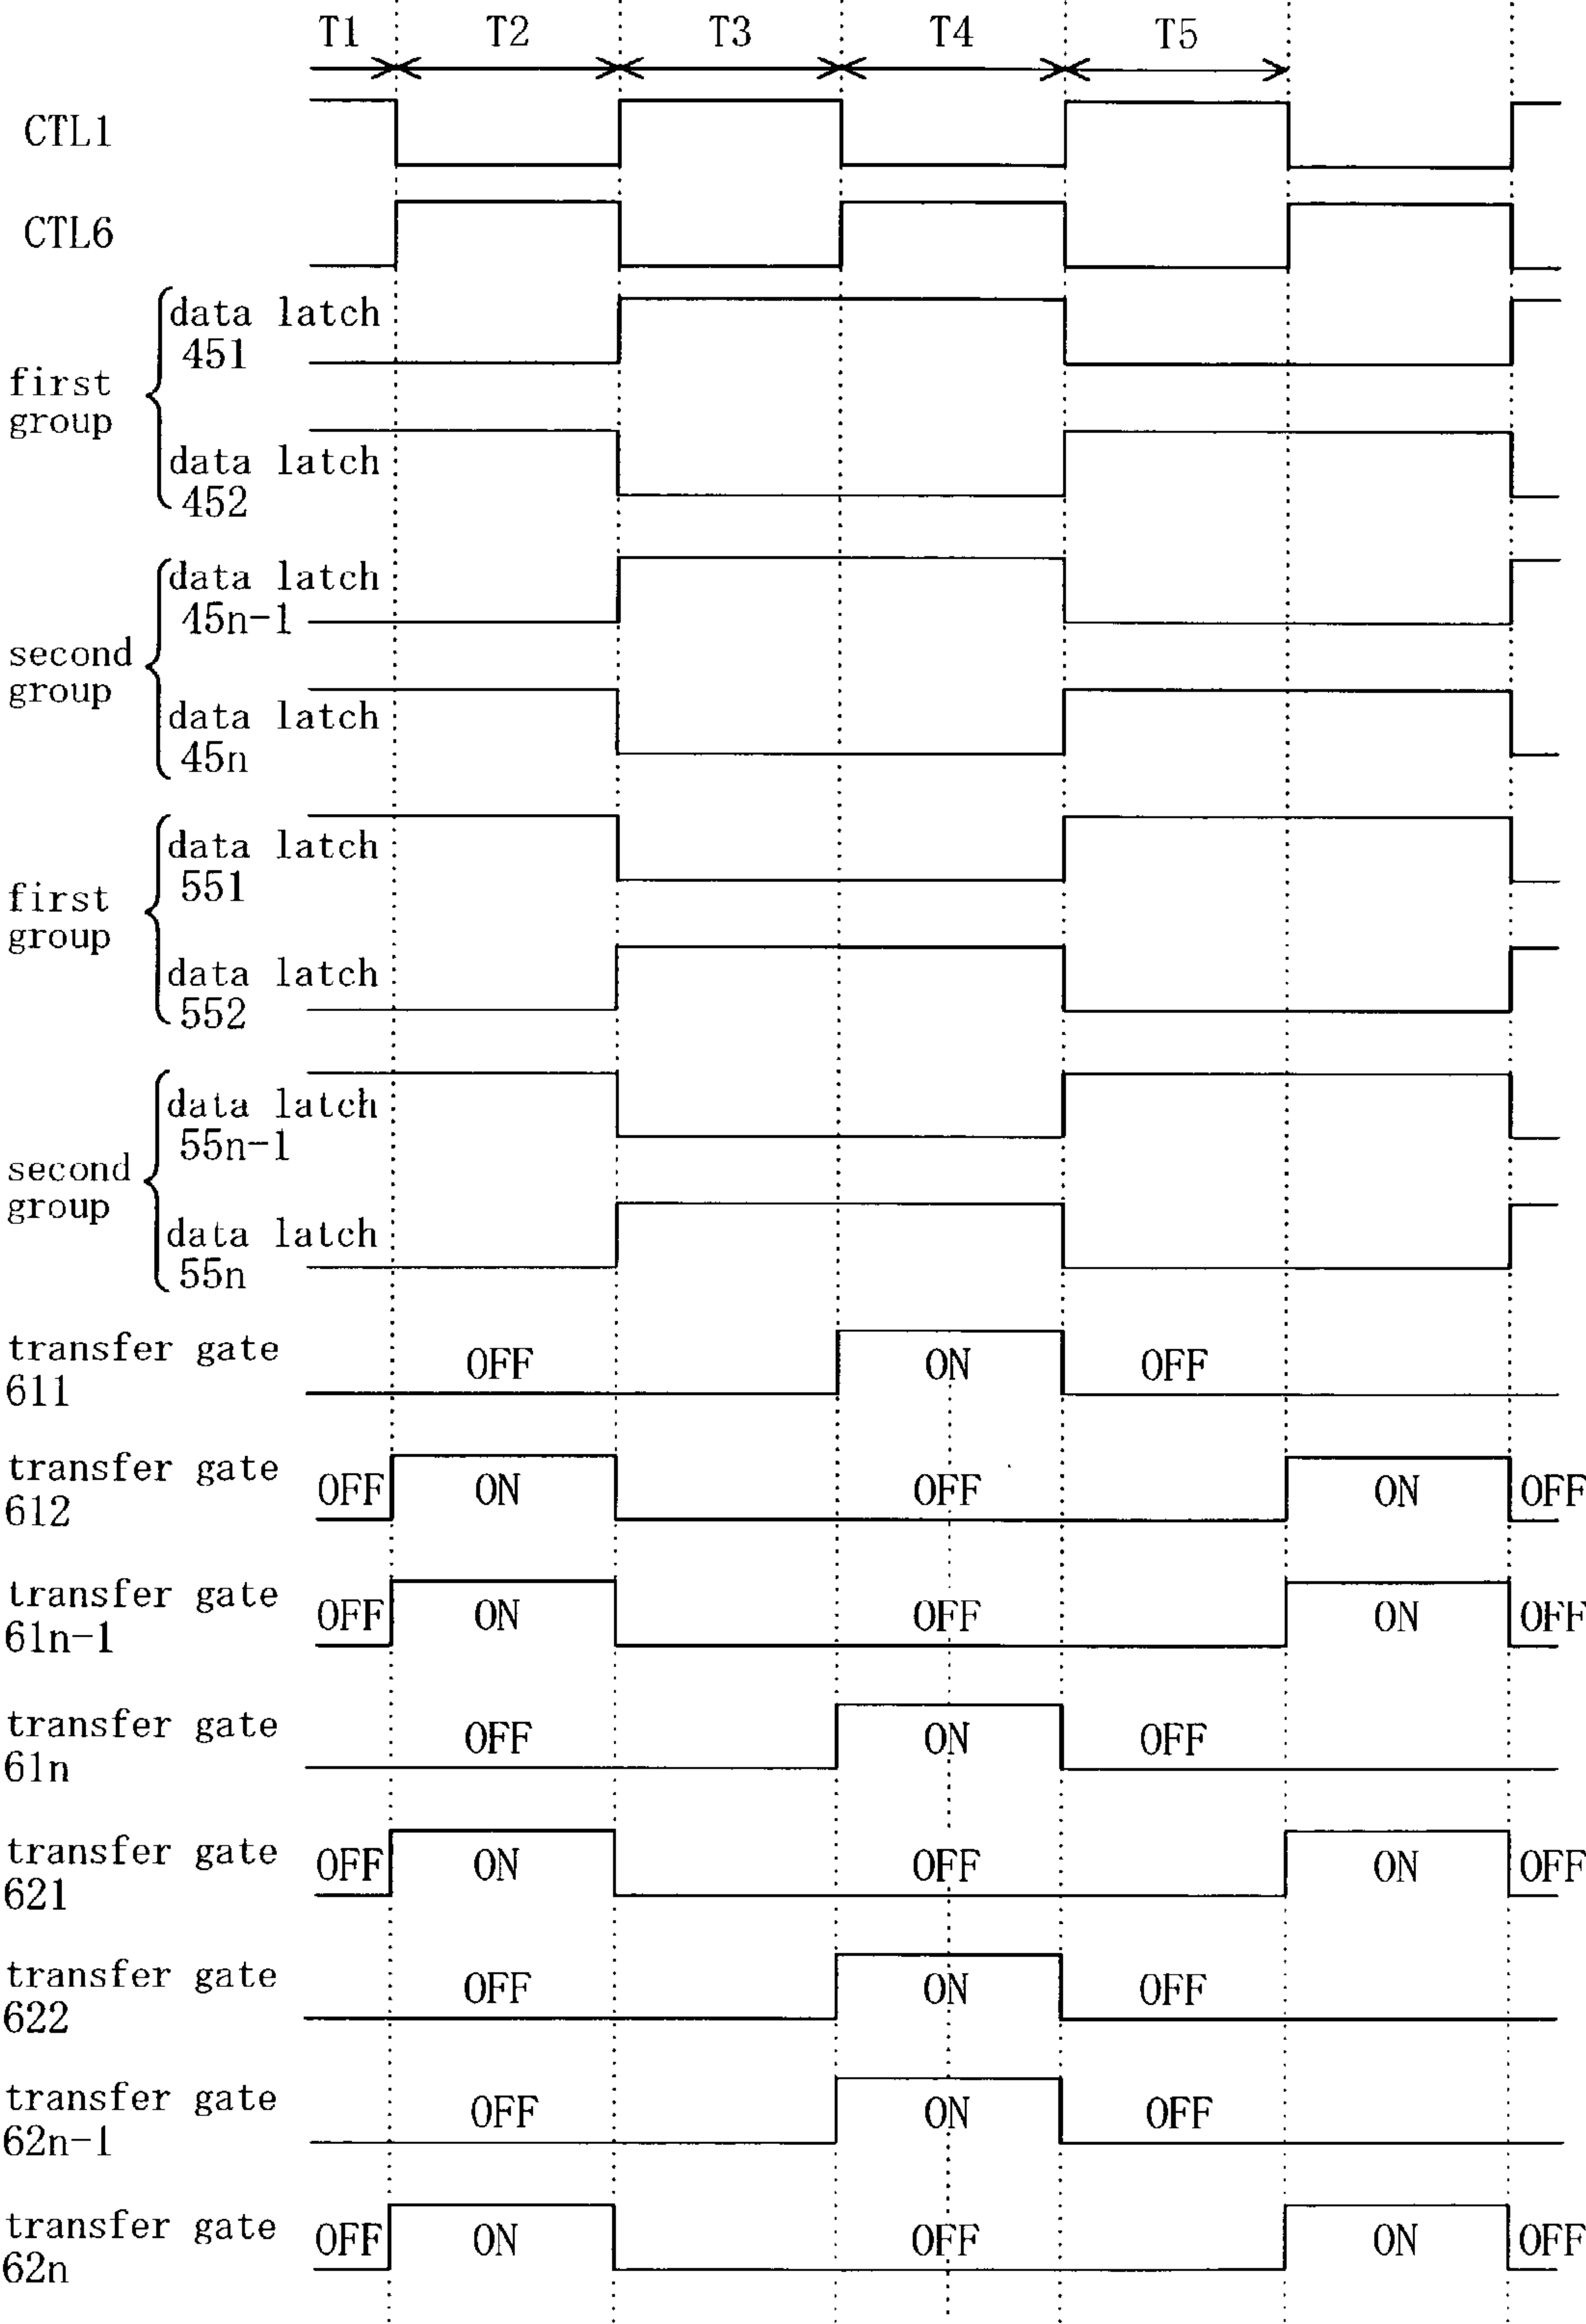 T1 T2 T3 T4 T5
CTL1
CTL6
first
group
data latch
451
data latch
452
second
group
data latch
45n-1
data latch
45n
first
group
data latch
551
data latch
552
second
group
data latch
55n-1
data latch
55n
transfer gate
611
OFF ON OFF
transfer gate
612
OFF ON OFF ON OFF
transfer gate
61n-1
OFF ON OFF ON OFF
transfer gate
61n
OFF ON OFF
transfer gate
621
OFF ON OFF ON OFF
transfer gate
622
OFF ON OFF
transfer gate
62n-1
OFF ON OFF
transfer gate
62n
OFF ON OFF ON OFF